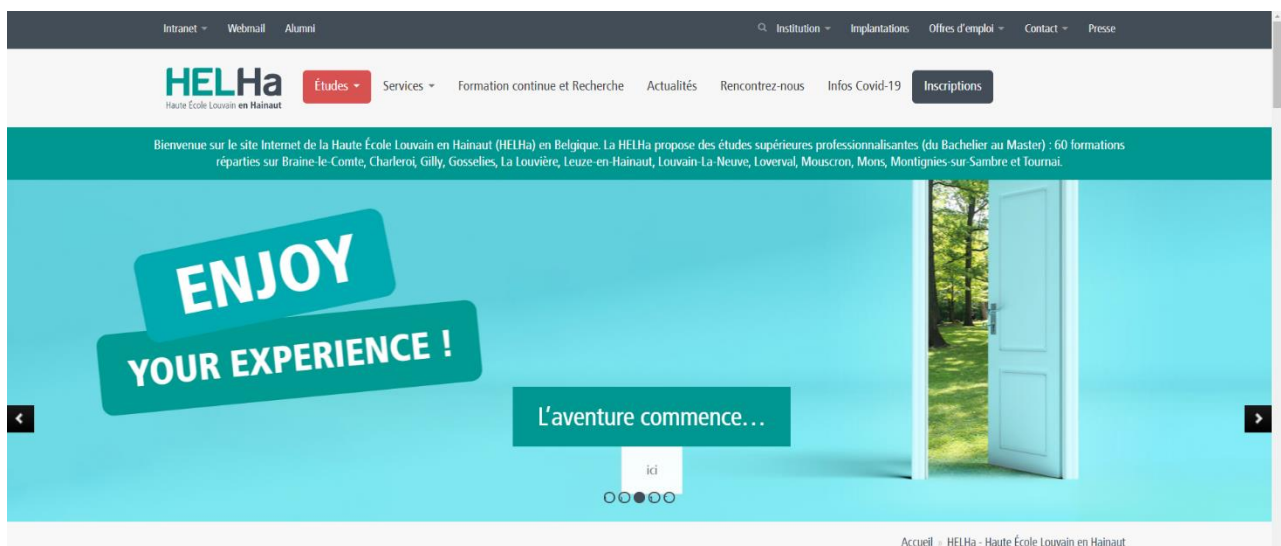 Intranet Webmail Alumni Institution Implantations Offres d'emploi Contact Presse
HELHa
Haute École Louvain en Hainaut
Études Services Formation continue et Recherche Actualités Rencontrez-nous Infos Covid-19 Inscriptions
Bienvenue sur le site Internet de la Haute École Louvain en Hainaut (HELHa) en Belgique. La HELHa propose des études supérieures professionnalisantes (du Bachelier au Master) : 60 formations
réparties sur Braine-le-Comte, Charleroi, Gilly, Gosselies, La Louvière, Leuze-en-Hainaut, Louvain-La-Neuve, Loverval, Mouscron, Mons, Montignies-sur-Sambre et Tournai.
ENJOY
YOUR EXPERIENCE !
L'aventure commence...
ici
Accueil » HELHa - Haute École Louvain en Hainaut